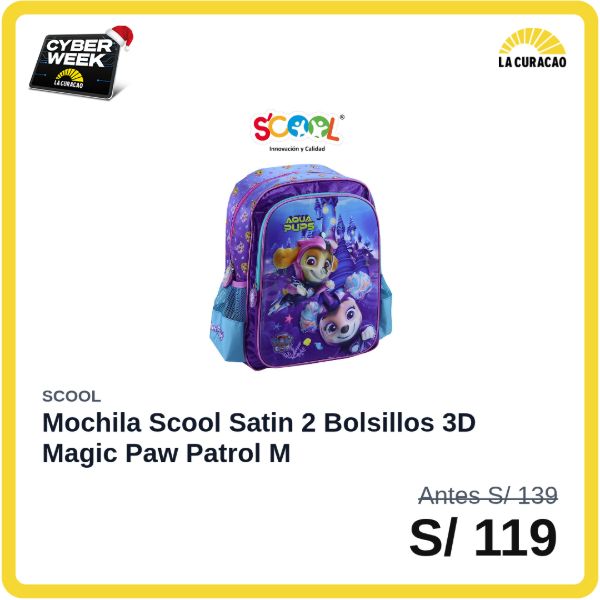 CYBER
WEEK
LA CURACAO
LA CURACAO
S'COOL®
Innovación y Calidad
AQUA
PUPS
SCOOL
Mochila Scool Satin 2 Bolsillos 3D
Magic Paw Patrol M
Antes S/ 139
S/ 119